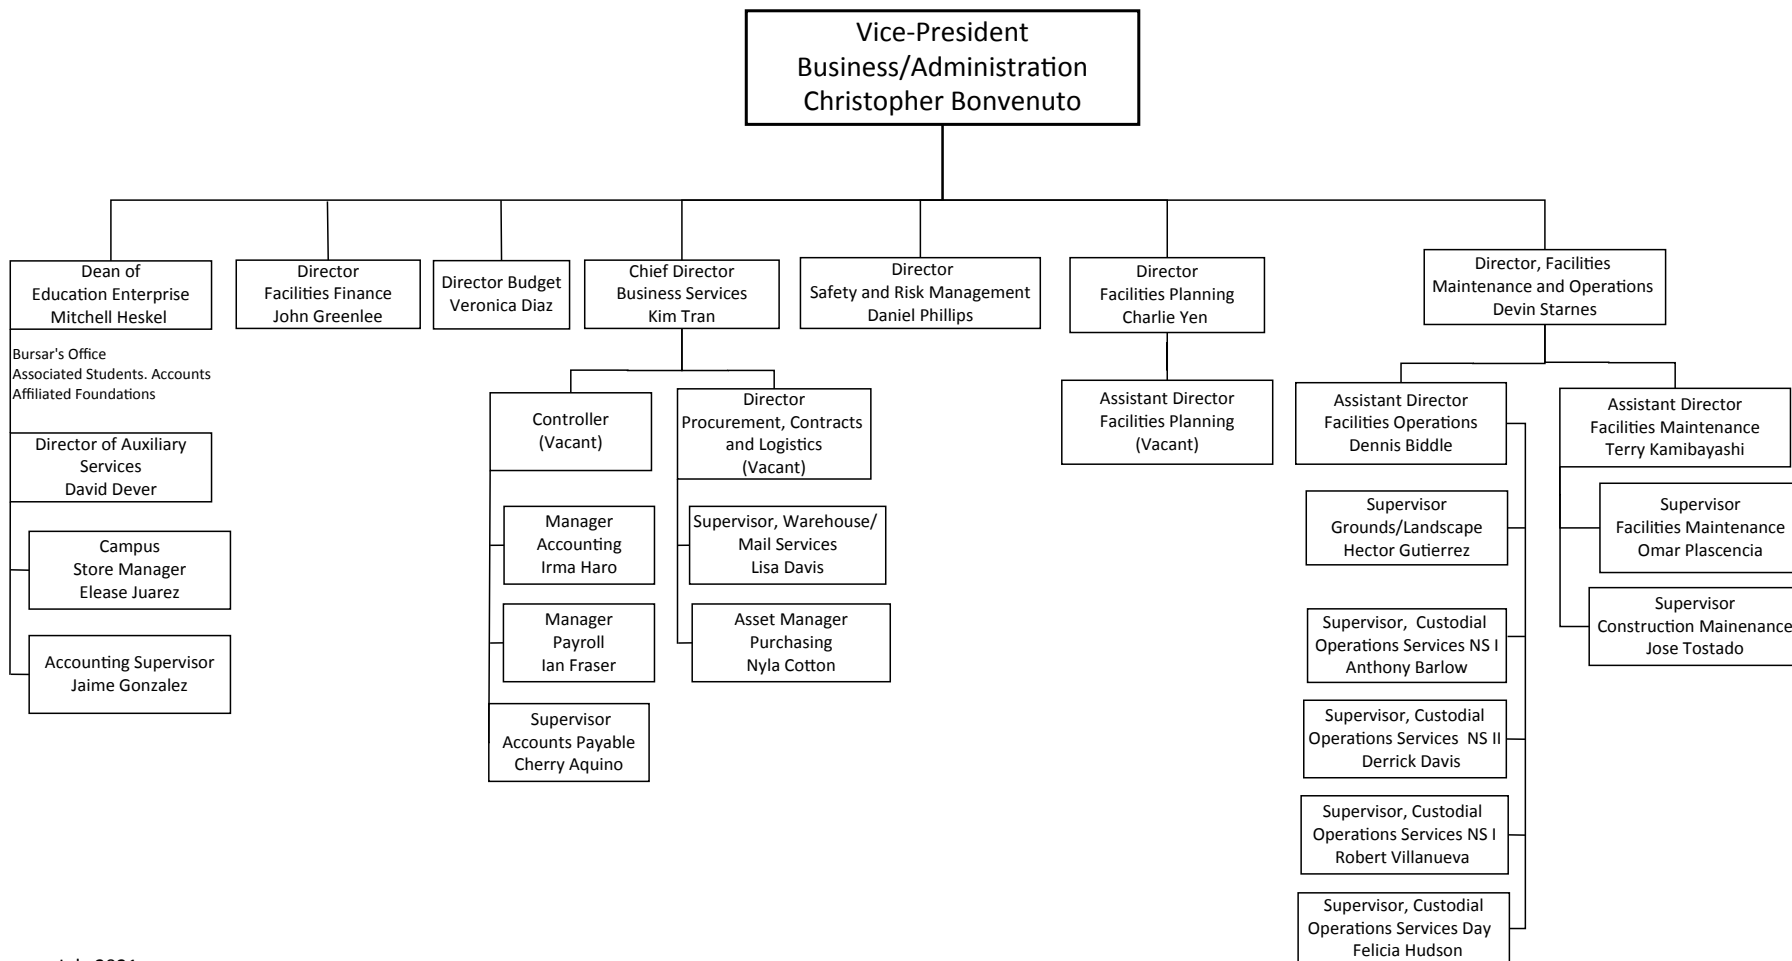 Vice-President
Business/Administration
Christopher Bonvenuto
Dean of
Education Enterprise
Mitchell Heskel
Director
Facilities Finance
John Greenlee
Director Budget
Veronica Diaz
Chief Director
Business Services
Kim Tran
Director
Safety and Risk Management
Daniel Phillips
Director
Facilities Planning
Charlie Yen
Director, Facilities
Maintenance and Operations
Devin Starnes
Bursar's Office
Associated Students. Accounts
Affiliated Foundations
Director of Auxiliary
Services
David Dever
Campus
Store Manager
Elease Juarez
Accounting Supervisor
Jaime Gonzalez
Controller
(Vacant)
Manager
Accounting
Irma Haro
Manager
Payroll
Ian Fraser
Supervisor
Accounts Payable
Cherry Aquino
Director
Procurement, Contracts
and Logistics
(Vacant)
Supervisor, Warehouse/
Mail Services
Lisa Davis
Asset Manager
Purchasing
Nyla Cotton
Assistant Director
Facilities Planning
(Vacant)
Assistant Director
Facilities Operations
Dennis Biddle
Supervisor
Grounds/Landscape
Hector Gutierrez
Supervisor, Custodial
Operations Services NS I
Anthony Barlow
Supervisor, Custodial
Operations Services NS II
Derrick Davis
Supervisor, Custodial
Operations Services NS I
Robert Villanueva
Supervisor, Custodial
Operations Services Day
Felicia Hudson
Assistant Director
Facilities Maintenance
Terry Kamibayashi
Supervisor
Facilities Maintenance
Omar Plascencia
Supervisor
Construction Mainenance
Jose Tostado